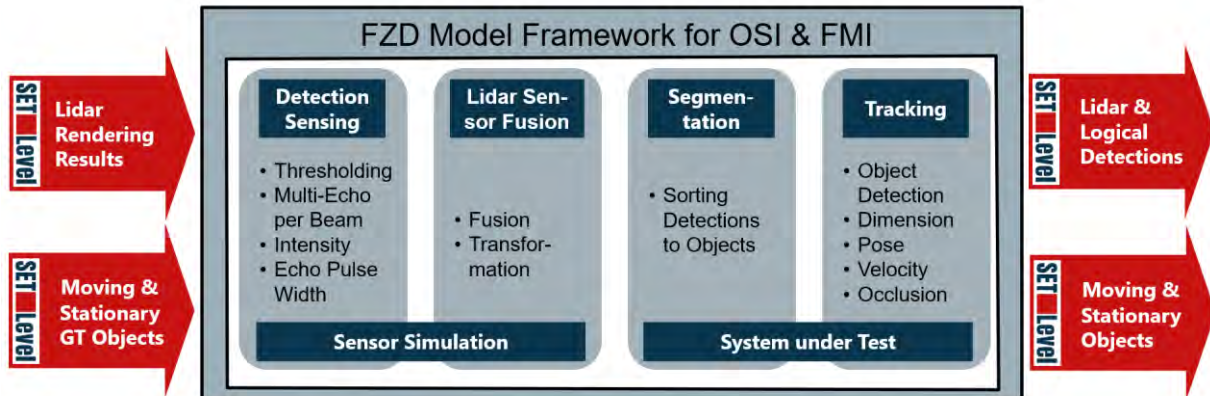 FZD Model Framework for OSI & FMI
SET Level
Lidar
Rendering
Results
SET Level
Moving &
Stationary
GT Objects
Detection
Sensing
• Thresholding
• Multi-Echo
per Beam
• Intensity
• Echo Pulse
Width
Lidar Sen-
sor Fusion
• Fusion
• Transfor-
mation
Sensor Simulation
Segmen-
tation
• Sorting
Detections
to Objects
Tracking
• Object
Detection
• Dimension
• Pose
• Velocity
• Occlusion
System under Test
SET Level
Lidar &
Logical
Detections
SET Level
Moving &
Stationary
Objects